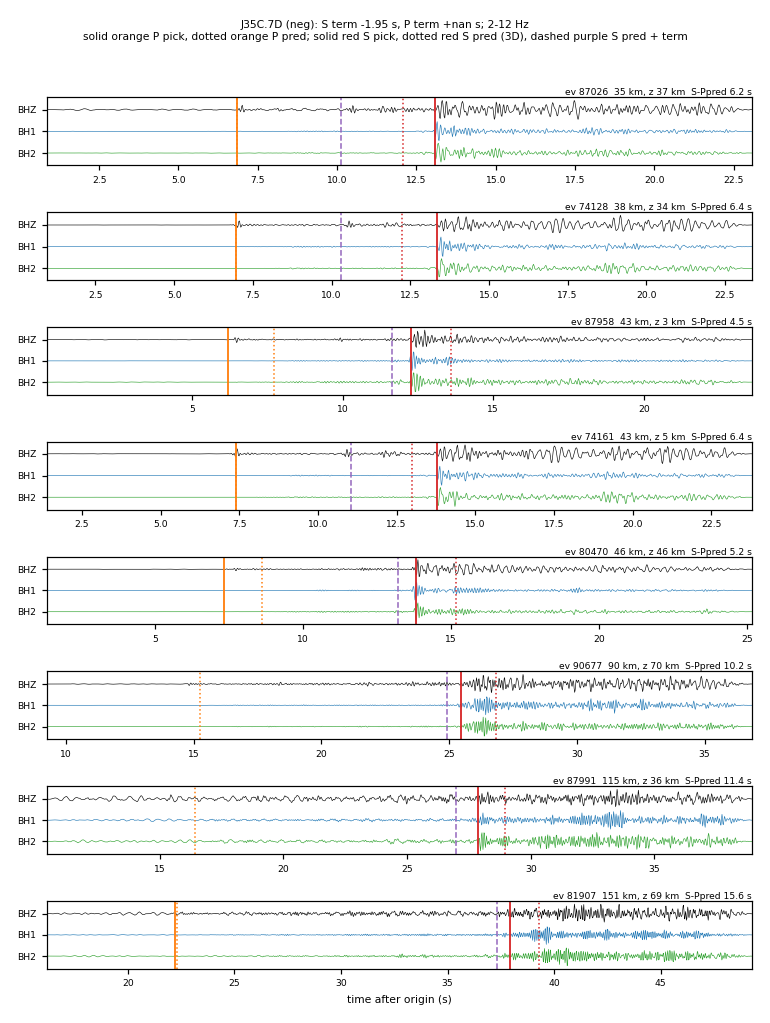 J35C.7D (neg): S term -1.95 s, P term +nan s; 2-12 Hz
solid orange P pick, dotted orange P pred; solid red S pick, dotted red S pred (3D), dashed purple S pred + term
ev 87026 35 km, z 37 km S-Ppred 6.2 s
BHZ
BH1
BH2
2.5 5.0 7.5 10.0 12.5 15.0 17.5 20.0 22.5
ev 74128 38 km, z 34 km S-Ppred 6.4 s
BHZ
BH1
BH2
2.5 5.0 7.5 10.0 12.5 15.0 17.5 20.0 22.5
ev 87958 43 km, z 3 km S-Ppred 4.5 s
BHZ
BH1
BH2
5 10 15 20
ev 74161 43 km, z 5 km S-Ppred 6.4 s
BHZ
BH1
BH2
2.5 5.0 7.5 10.0 12.5 15.0 17.5 20.0 22.5
ev 80470 46 km, z 46 km S-Ppred 5.2 s
BHZ
BH1
BH2
5 10 15 20 25
ev 90677 90 km, z 70 km S-Ppred 10.2 s
BHZ
BH1
BH2
10 15 20 25 30 35
ev 87991 115 km, z 36 km S-Ppred 11.4 s
BHZ
BH1
BH2
15 20 25 30 35
ev 81907 151 km, z 69 km S-Ppred 15.6 s
BHZ
BH1
BH2
20 25 30 35 40 45
time after origin (s)